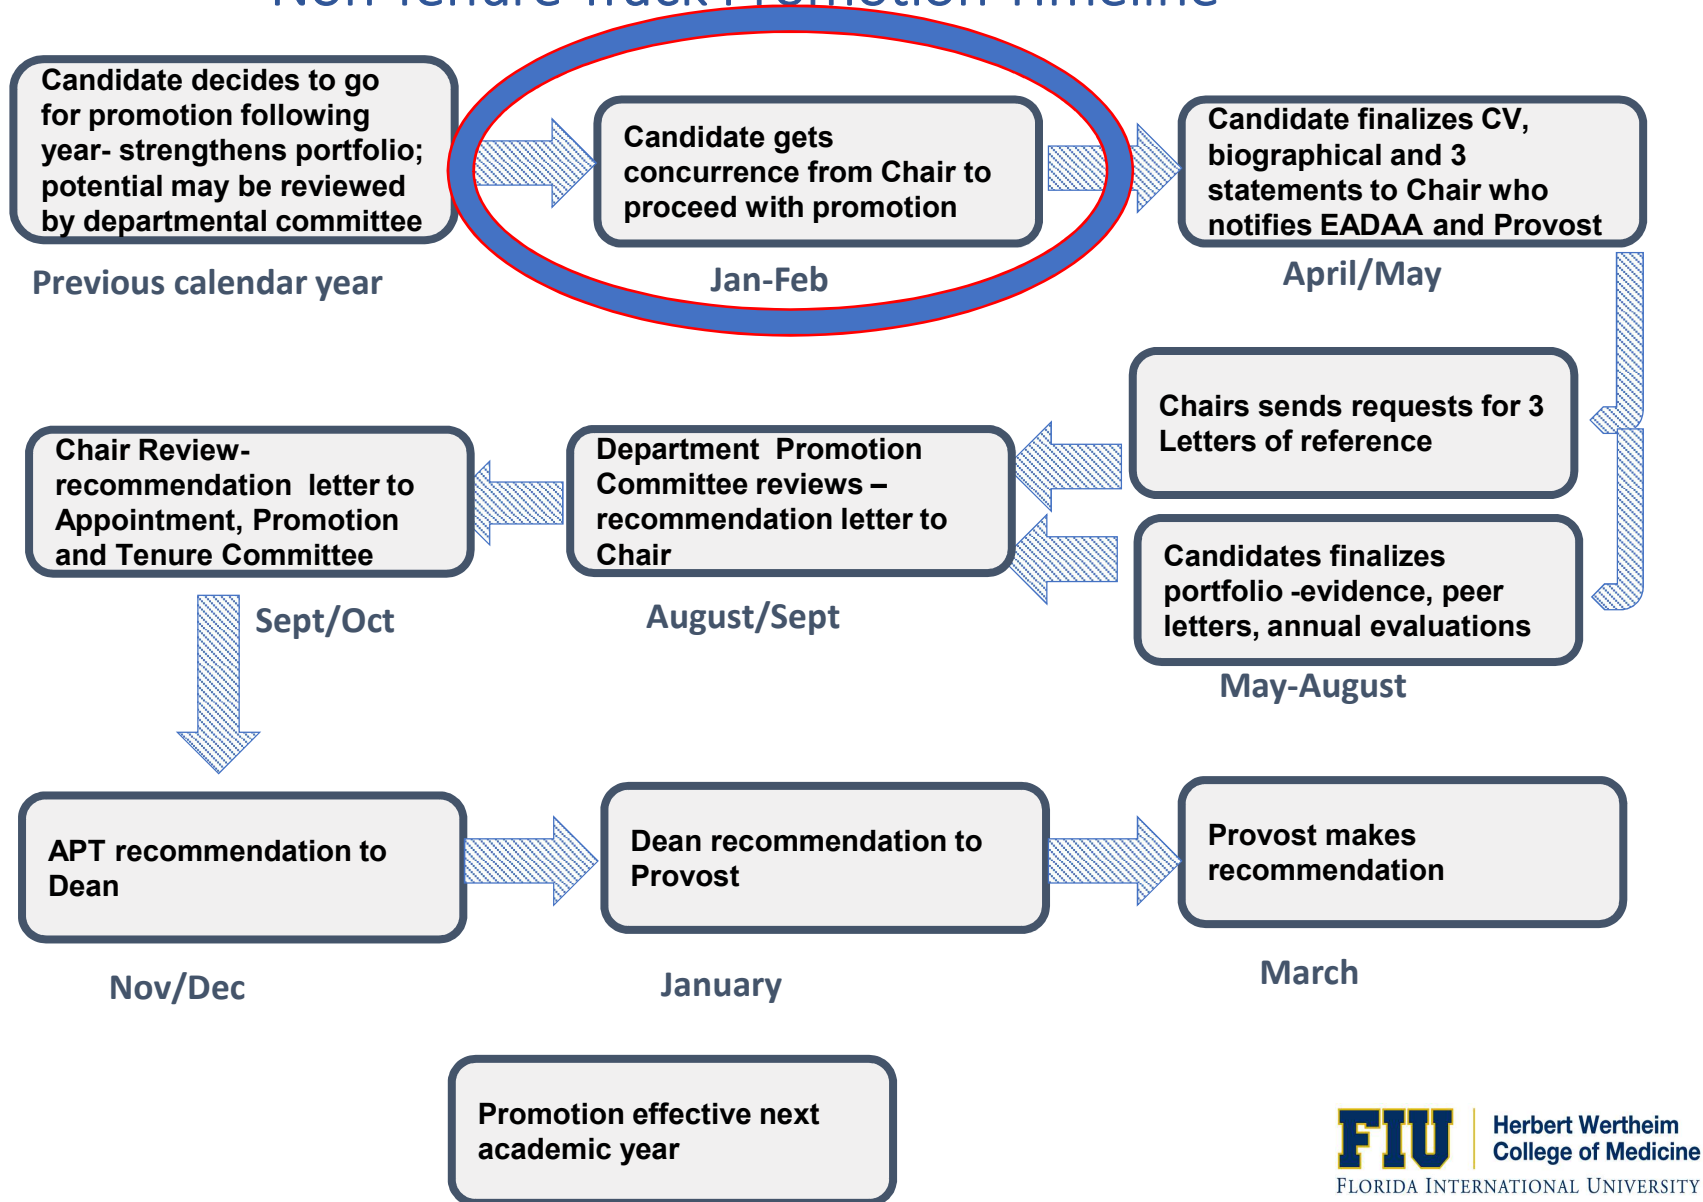 Non-Tenure Track Promotion Timeline
Candidate decides to go
for promotion following
year- strengthens portfolio;
potential may be reviewed
by departmental committee
Previous calendar year
Candidate gets
concurrence from Chair to
proceed with promotion
Jan-Feb
Candidate finalizes CV,
biographical and 3
statements to Chair who
notifies EADAA and Provost
April/May
Chairs sends requests for 3
Letters of reference
Candidates finalizes
portfolio -evidence, peer
letters, annual evaluations
May-August
Department Promotion
Committee reviews –
recommendation letter to
Chair
August/Sept
Chair Review-
recommendation letter to
Appointment, Promotion
and Tenure Committee
Sept/Oct
APT recommendation to
Dean
Nov/Dec
Dean recommendation to
Provost
January
Provost makes
recommendation
March
Promotion effective next
academic year
FIU
Herbert Wertheim
College of Medicine
FLORIDA INTERNATIONAL UNIVERSITY